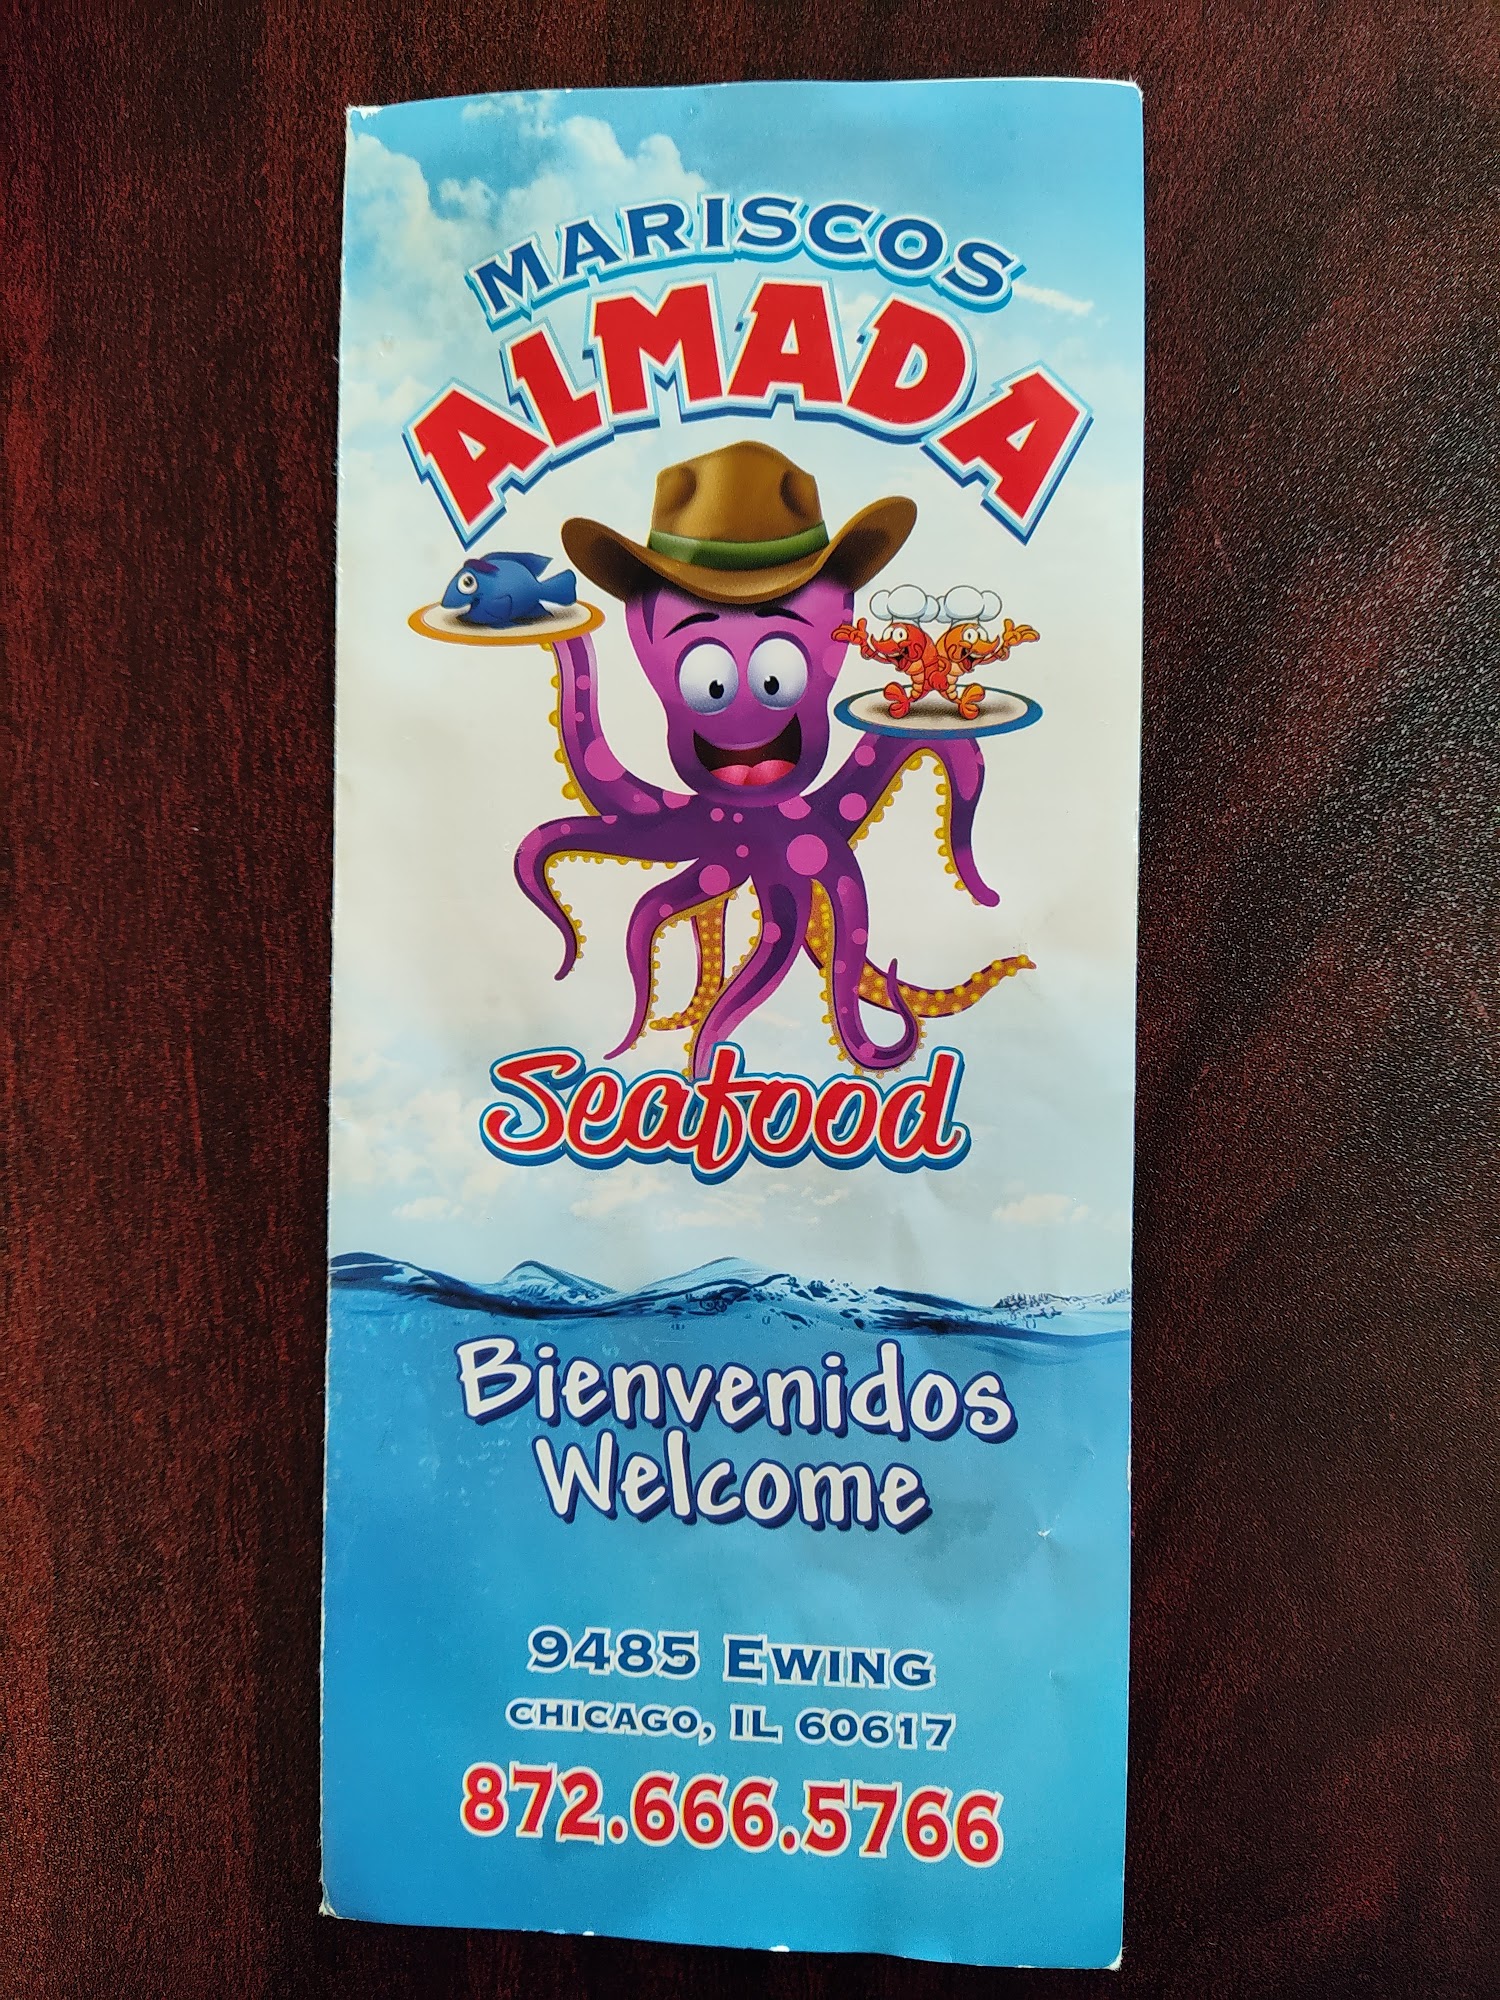 MARISCOS
ALMADA
Seafood
Bienvenidos
Welcome
9485 EWING
CHICAGO, IL 60617
872.666.5766